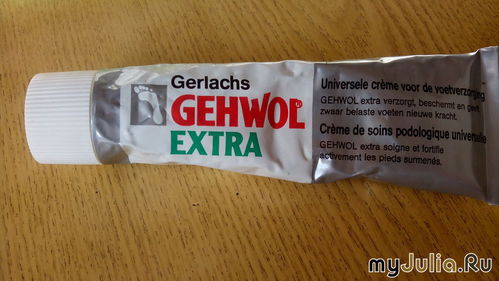 Gerlachs
GEHWOL
EXTRA
Universele crème voor de voetverzorging
GEHWOL extra verzorgt, beschermt en geeft
zwaar belaste voeten nieuwe kracht.
Crème de soins podologique universelle
GEHWOL extra soigne et fortifie
activement les pieds surmenés.
myJulia.Ru